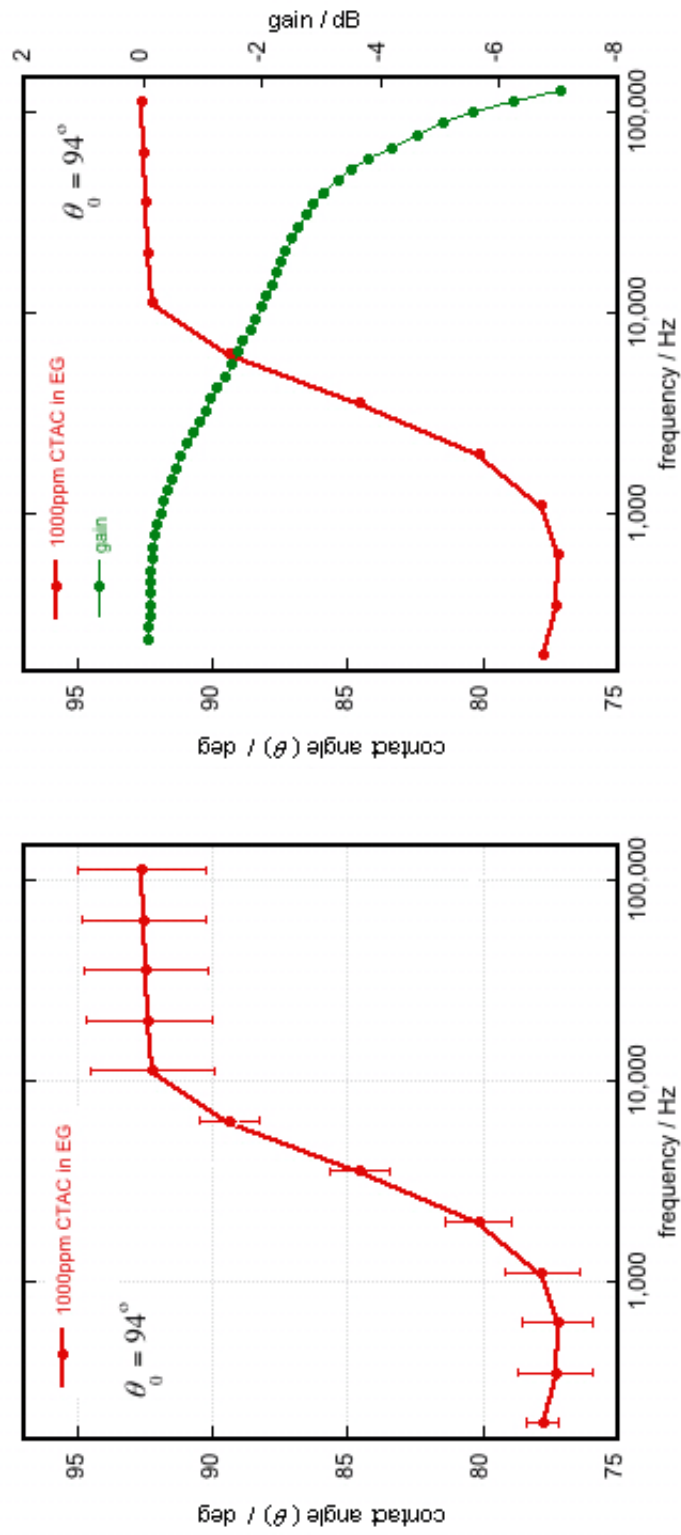 1000ppm CTAC in EG
θ0 = 94°
95
90
85
80
75
contact angle (θ) / deg
1,000
10,000
100,000
frequency / Hz
1000ppm CTAC in EG
gain
θ0 = 94°
95
90
85
80
75
contact angle (θ) / deg
2
0
-2
-4
-6
-8
gain / dB
1,000
10,000
100,000
frequency / Hz